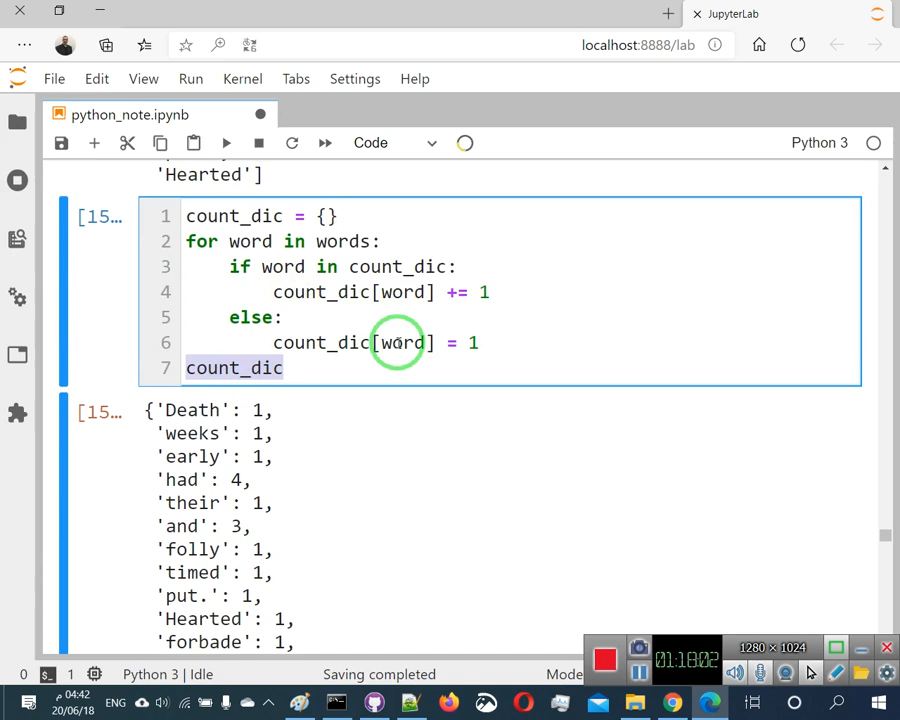 JupyterLab
localhost:8888/lab
File Edit View Run Kernel Tabs Settings Help
python_note.ipynb
Code
Python 3
'Hearted']
[15...
1 count_dic = {}
2 for word in words:
3 if word in count_dic:
4 count_dic[word] += 1
5 else:
6 count_dic[word] = 1
7 count_dic
[15...
{'Death': 1,
'weeks': 1,
'early': 1,
'had': 4,
'their': 1,
'and': 3,
'folly': 1,
'timed': 1,
'put.': 1,
'Hearted': 1,
'forbade': 1,
1280 × 1024
01:18:02
0 $_ 1 Python 3 | Idle Saving completed Mode
ENG
04:42 م
20/06/18